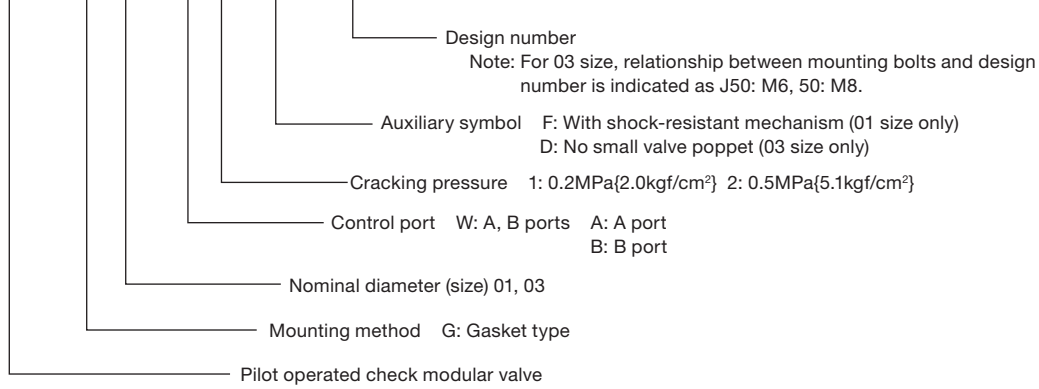 Design number
Note: For 03 size, relationship between mounting bolts and design
number is indicated as J50: M6, 50: M8.
Auxiliary symbol F: With shock-resistant mechanism (01 size only)
D: No small valve poppet (03 size only)
Cracking pressure 1: 0.2MPa{2.0kgf/cm²} 2: 0.5MPa{5.1kgf/cm²}
Control port W: A, B ports A: A port
B: B port
Nominal diameter (size) 01, 03
Mounting method G: Gasket type
Pilot operated check modular valve